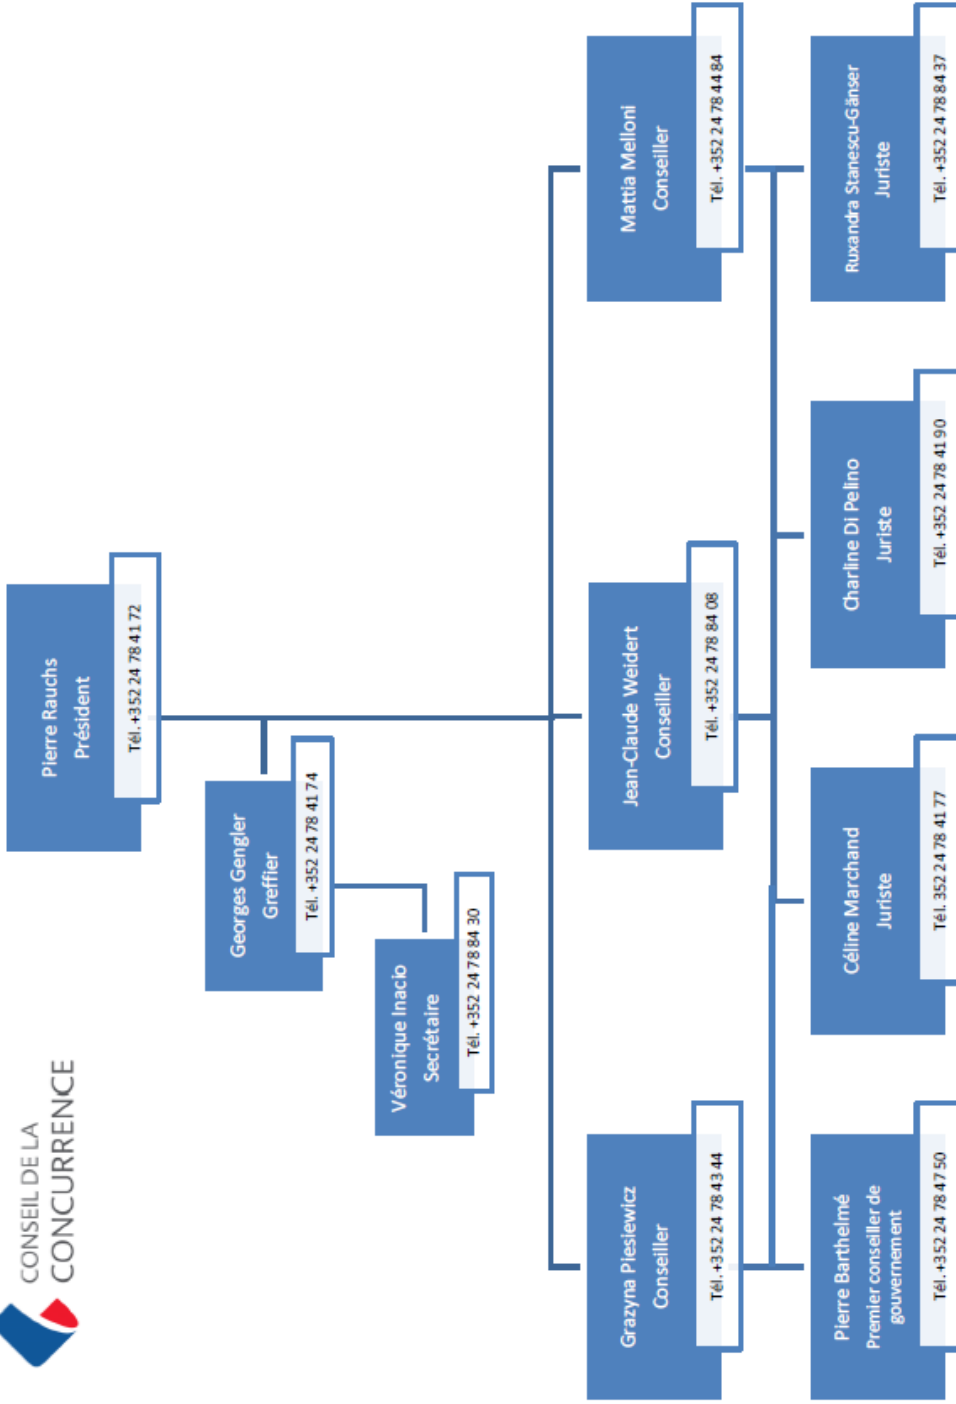 CONSEIL DE LA
CONCURRENCE
Pierre Rauchs
Président
Tél. +352 24 78 41 72
Georges Gengler
Greffier
Tél. +352 24 78 41 74
Véronique Inacio
Secrétaire
Tél. +352 24 78 84 30
Grazyna Piesiewicz
Conseiller
Tél. +352 24 78 43 44
Jean-Claude Weidert
Conseiller
Tél. +352 24 78 84 08
Mattia Melloni
Conseiller
Tél. +352 24 78 44 84
Pierre Barthelmé
Premier conseiller de
gouvernement
Tél. +352 24 78 47 50
Céline Marchand
Juriste
Tél. 352 24 78 41 77
Charline Di Pelino
Juriste
Tél. +352 24 78 41 90
Ruxandra Stanescu-Gänser
Juriste
Tél. +352 24 78 84 37